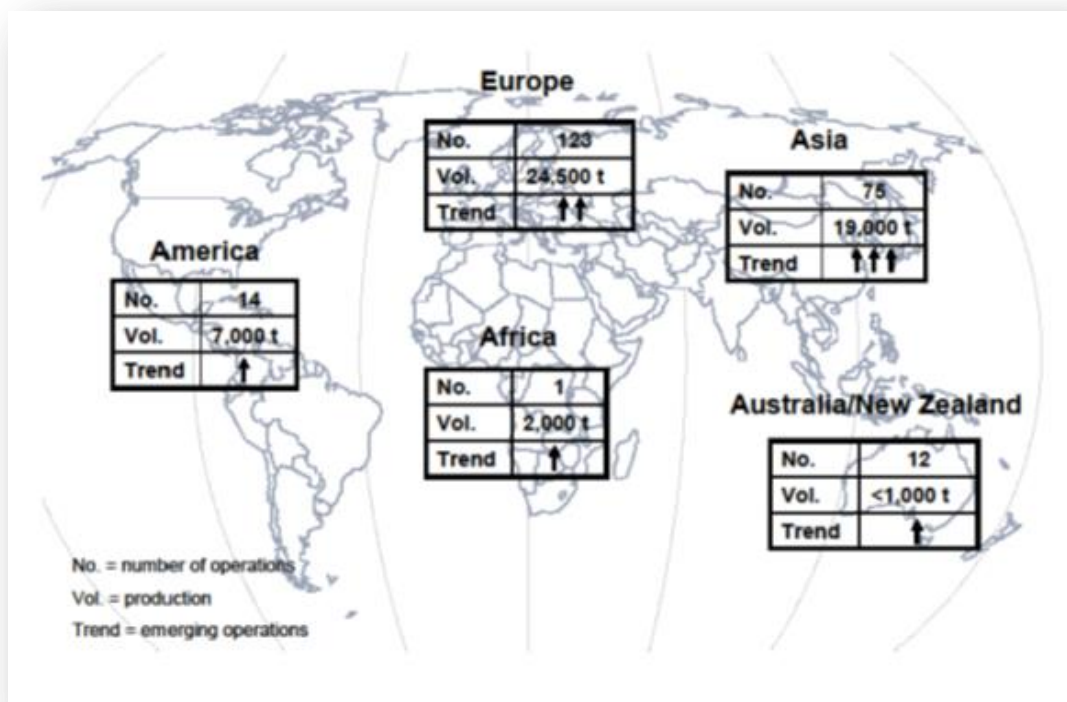 Europe
No. 123
Vol. 24,500 t
Trend ↑↑
Asia
No. 75
Vol. 19,000 t
Trend ↑↑↑
America
No. 14
Vol. 7,000 t
Trend ↑
Africa
No. 1
Vol. 2,000 t
Trend ↑
Australia/New Zealand
No. 12
Vol. <1,000 t
Trend ↑
No. = number of operations
Vol. = production
Trend = emerging operations